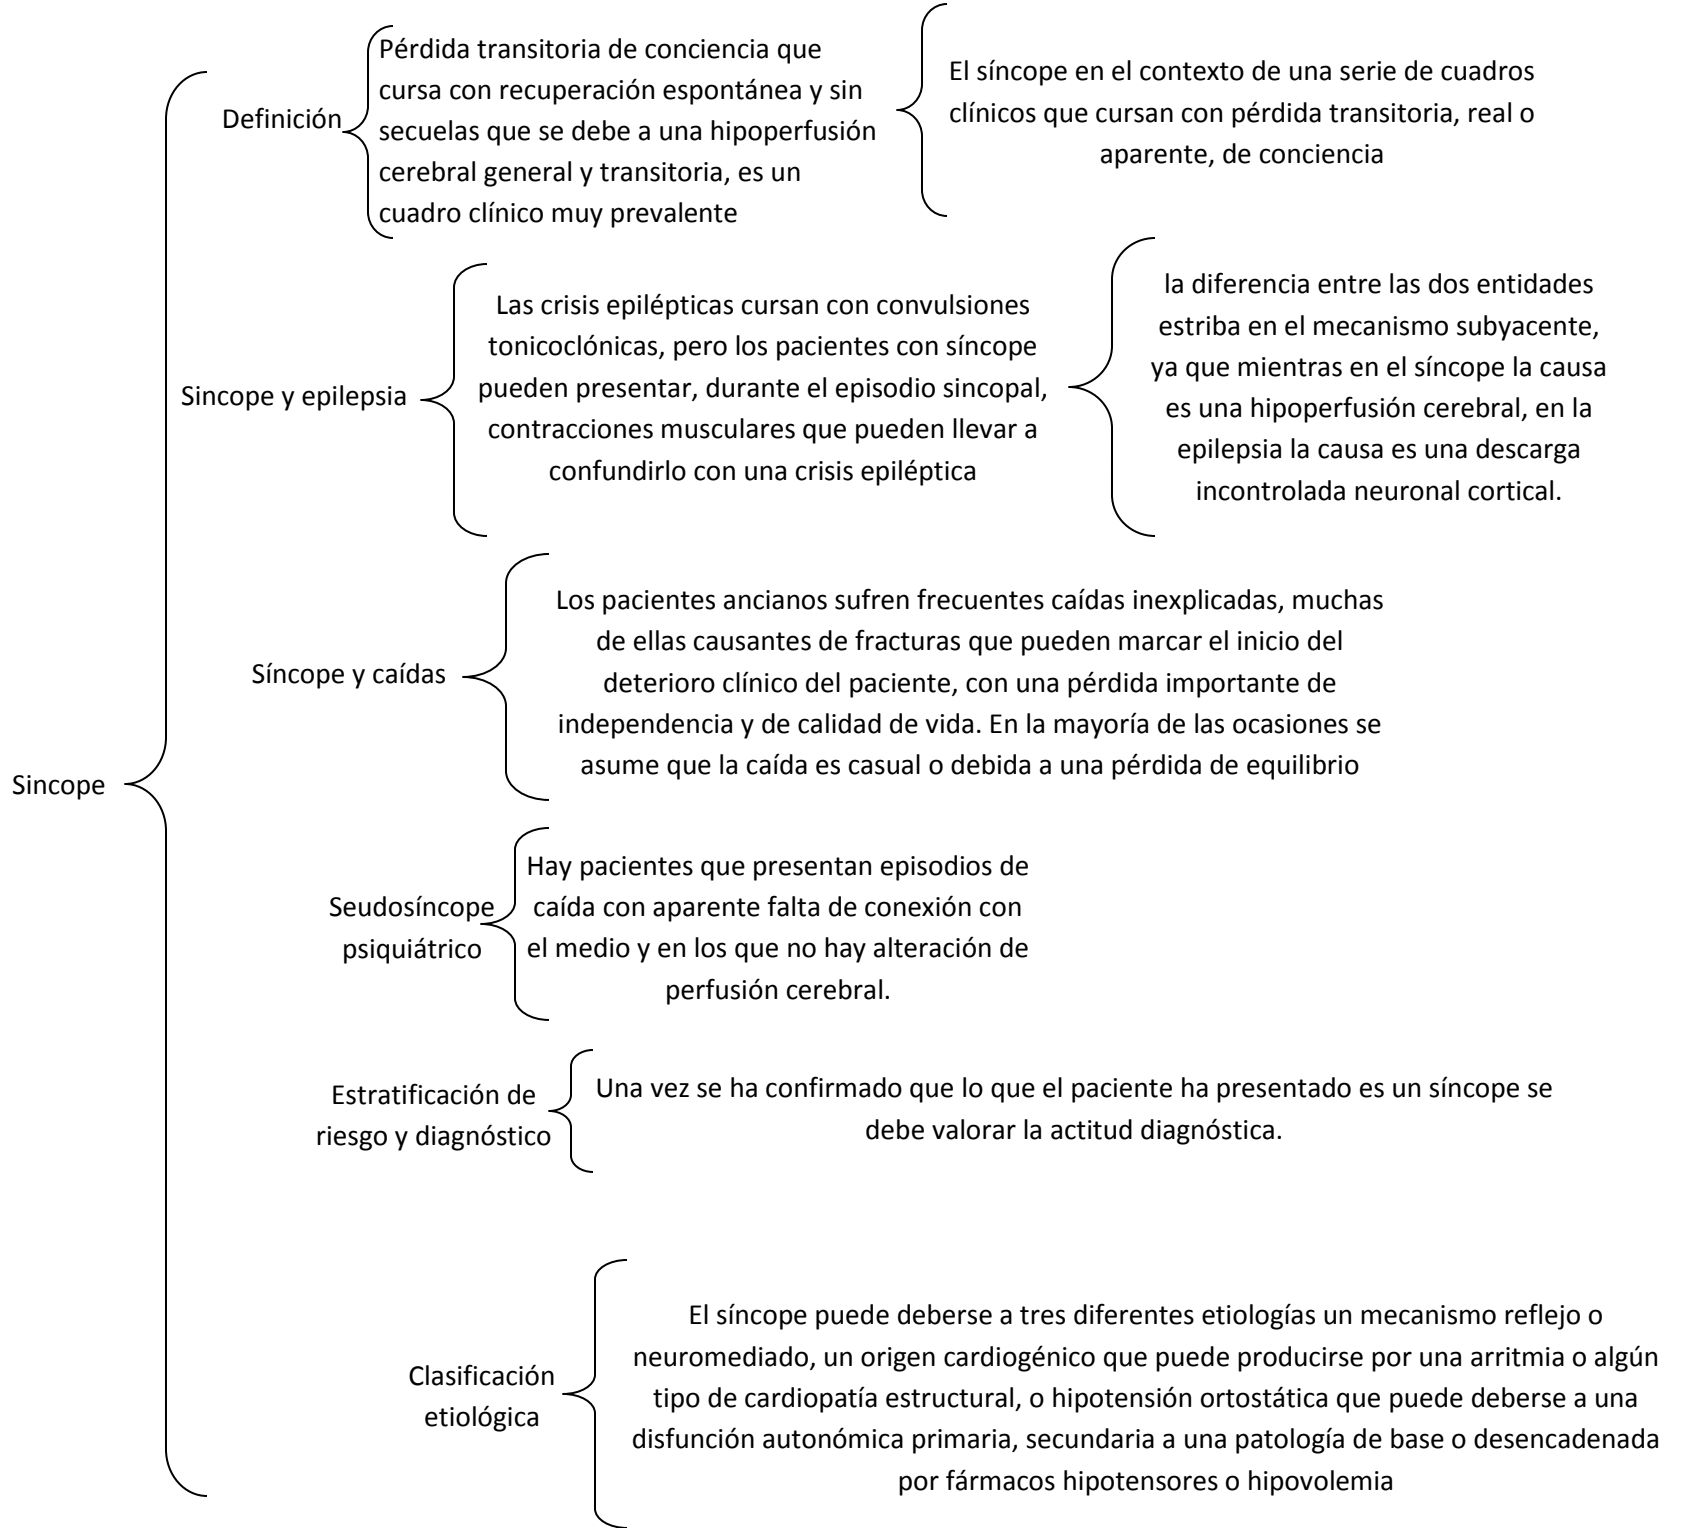 Sincope
Definición
Pérdida transitoria de conciencia que
cursa con recuperación espontánea y sin
secuelas que se debe a una hipoperfusión
cerebral general y transitoria, es un
cuadro clínico muy prevalente
El síncope en el contexto de una serie de cuadros
clínicos que cursan con pérdida transitoria, real o
aparente, de conciencia
Sincope y epilepsia
Las crisis epilépticas cursan con convulsiones
tonicoclónicas, pero los pacientes con síncope
pueden presentar, durante el episodio sincopal,
contracciones musculares que pueden llevar a
confundirlo con una crisis epiléptica
la diferencia entre las dos entidades
estriba en el mecanismo subyacente,
ya que mientras en el síncope la causa
es una hipoperfusión cerebral, en la
epilepsia la causa es una descarga
incontrolada neuronal cortical.
Síncope y caídas
Los pacientes ancianos sufren frecuentes caídas inexplicadas, muchas
de ellas causantes de fracturas que pueden marcar el inicio del
deterioro clínico del paciente, con una pérdida importante de
independencia y de calidad de vida. En la mayoría de las ocasiones se
asume que la caída es casual o debida a una pérdida de equilibrio
Seudosíncope
psiquiátrico
Hay pacientes que presentan episodios de
caída con aparente falta de conexión con
el medio y en los que no hay alteración de
perfusión cerebral.
Estratificación de
riesgo y diagnóstico
Una vez se ha confirmado que lo que el paciente ha presentado es un síncope se
debe valorar la actitud diagnóstica.
Clasificación
etiológica
El síncope puede deberse a tres diferentes etiologías un mecanismo reflejo o
neuromediado, un origen cardiogénico que puede producirse por una arritmia o algún
tipo de cardiopatía estructural, o hipotensión ortostática que puede deberse a una
disfunción autonómica primaria, secundaria a una patología de base o desencadenada
por fármacos hipotensores o hipovolemia